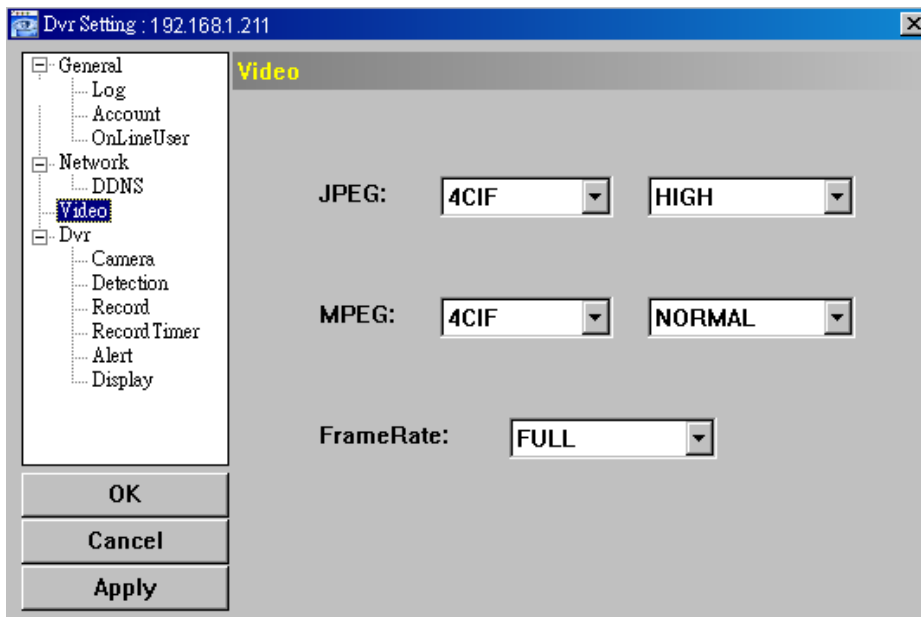 Dvr Setting : 192.168.1.211
General
Log
Account
OnLineUser
Network
DDNS
Video
Dvr
Camera
Detection
Record
Record Timer
Alert
Display
OK
Cancel
Apply
Video
JPEG: 4CIF HIGH
MPEG: 4CIF NORMAL
FrameRate: FULL